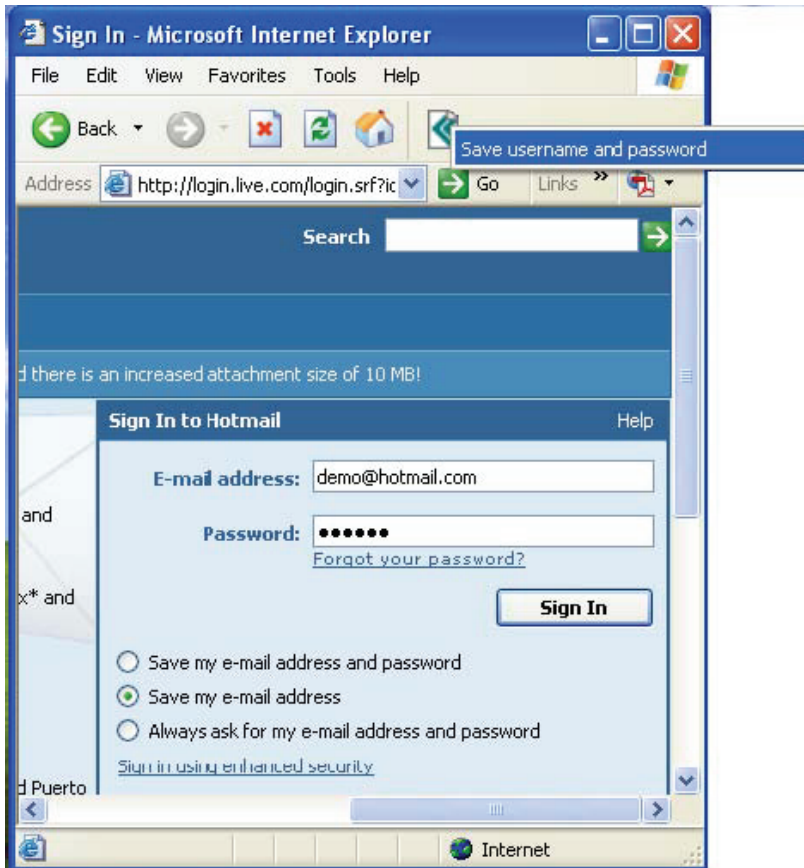 Sign In - Microsoft Internet Explorer
File Edit View Favorites Tools Help
Back
Save username and password
Address http://login.live.com/login.srf?ic Go Links »
Search
d there is an increased attachment size of 10 MB!
Sign In to Hotmail Help
E-mail address: demo@hotmail.com
and
Password: ●●●●●●
Forgot your password?
x* and
Sign In
Save my e-mail address and password
Save my e-mail address
Always ask for my e-mail address and password
Sign in using enhanced security
d Puerto
Internet